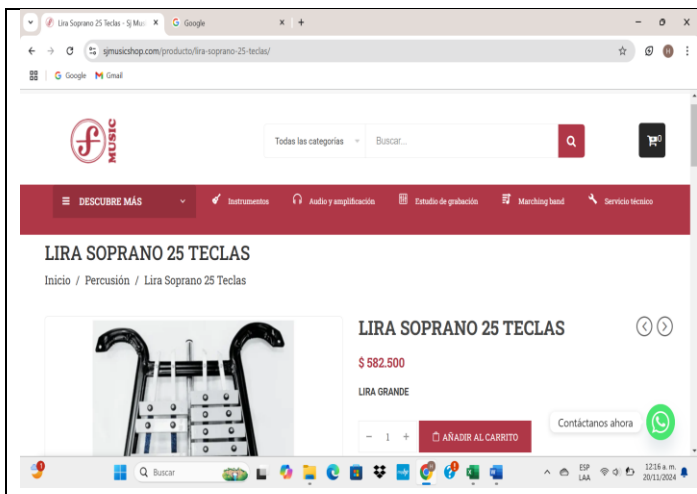 Lira Soprano 25 Teclas - Sj Musi
Google
sjmusicshop.com/producto/lira-soprano-25-teclas/
Google
Gmail
f MUSIC
Todas las categorías
Buscar...
0
DESCUBRE MÁS
Instrumentos
Audio y amplificación
Estudio de grabación
Marching band
Servicio técnico
LIRA SOPRANO 25 TECLAS
Inicio / Percusión / Lira Soprano 25 Teclas
LIRA SOPRANO 25 TECLAS
$ 582.500
LIRA GRANDE
- 1 +
AÑADIR AL CARRITO
Contáctanos ahora
Buscar
ESP
LAA
12:16 a. m.
20/11/2024